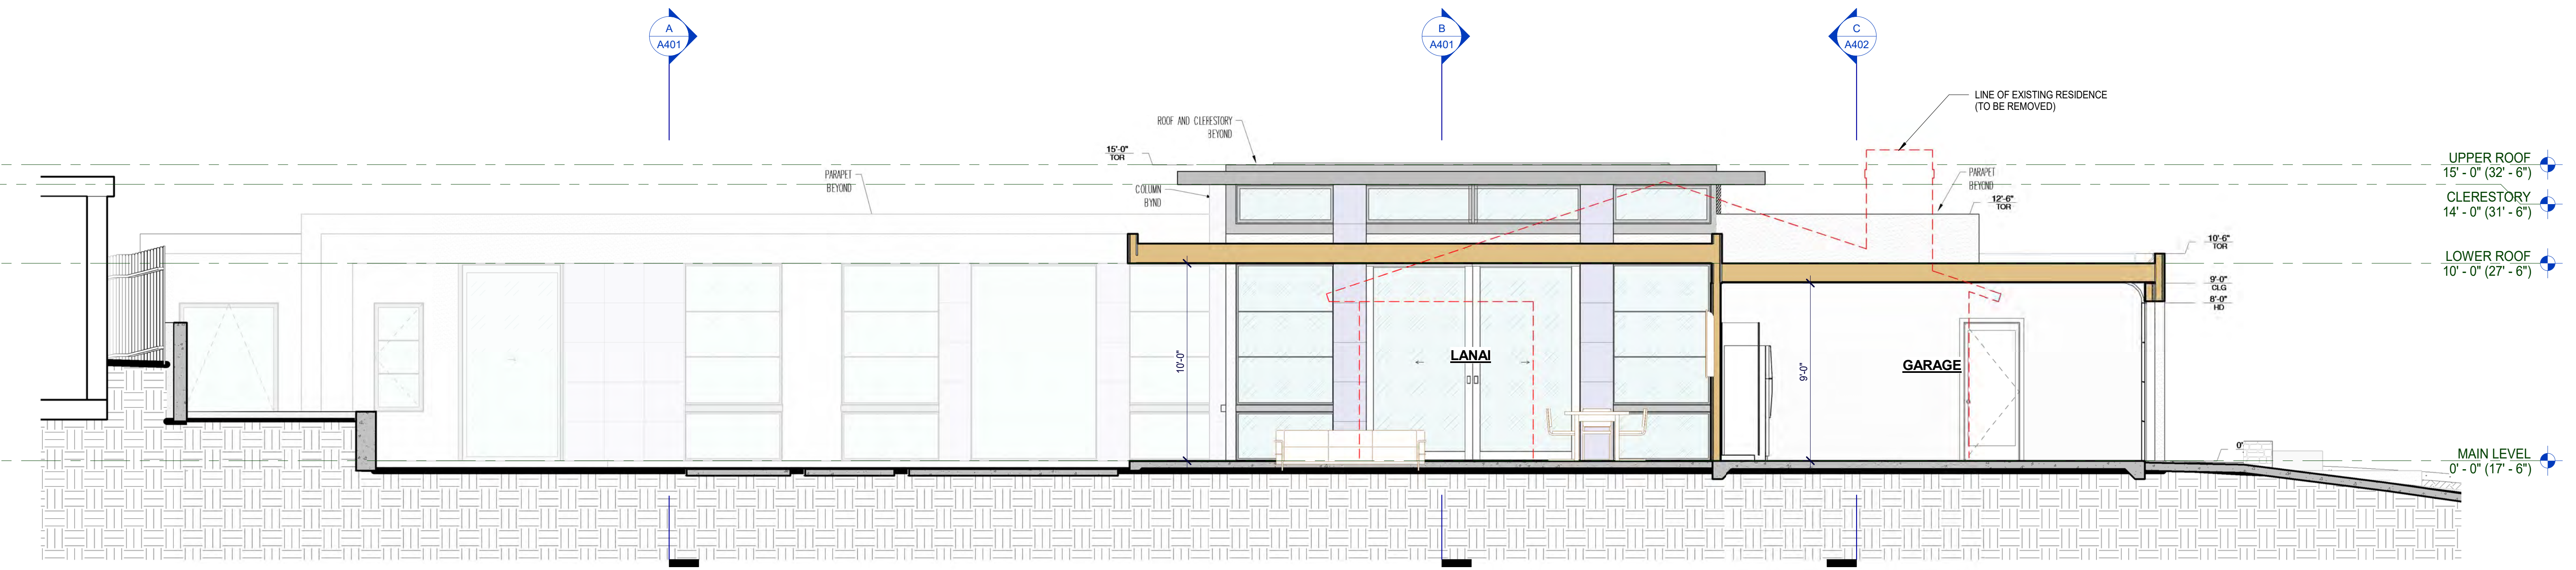 A
A401
B
A401
C
A402
LINE OF EXISTING RESIDENCE
(TO BE REMOVED)
ROOF AND CLERESTORY
BEYOND
15'-0"
TOR
PARAPET
BEYOND
COLUMN
BYND
PARAPET
BEYOND
12'-6"
TOR
UPPER ROOF
15' - 0" (32' - 6")
CLERESTORY
14' - 0" (31' - 6")
10'-6"
TOR
LOWER ROOF
10' - 0" (27' - 6")
9'-0"
CLG
8'-0"
HD
10'-0"
LANAI
9'-0"
GARAGE
0'
MAIN LEVEL
0' - 0" (17' - 6")